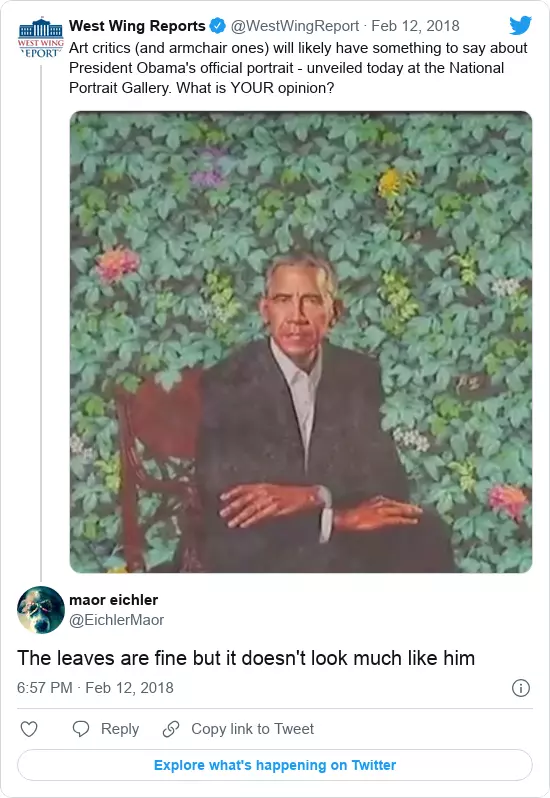 West Wing Reports @WestWingReport · Feb 12, 2018
WEST WING
Art critics (and armchair ones) will likely have something to say about
'EPORT'
President Obama's official portrait - unveiled today at the National
Portrait Gallery. What is YOUR opinion?
maor eichler
@EichlerMaor
The leaves are fine but it doesn't look much like him
6:57 PM · Feb 12, 2018
Reply
Copy link to Tweet
Explore what's happening on Twitter